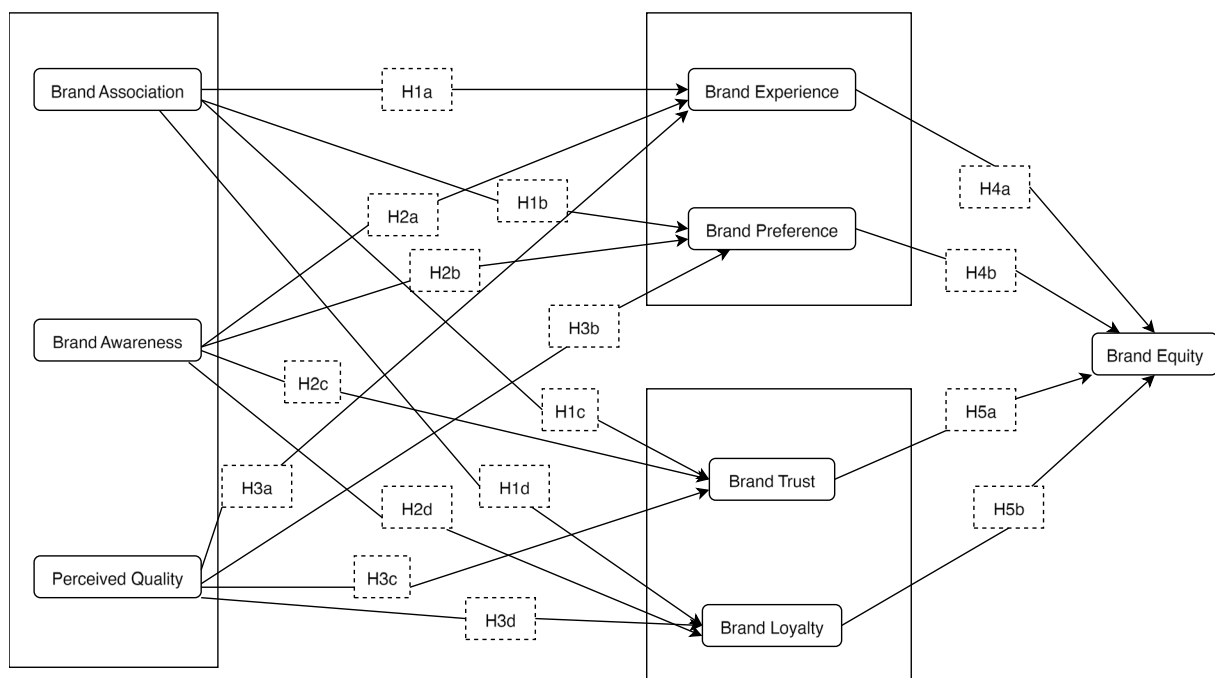 Brand Association
H1a
Brand Experience
H4a
H1b
H2a
Brand Preference
H2b
H4b
H3b
Brand Awareness
Brand Equity
H2c
H1c
H5a
H3a
H1d
Brand Trust
H2d
H5b
Perceived Quality
H3c
H3d
Brand Loyalty